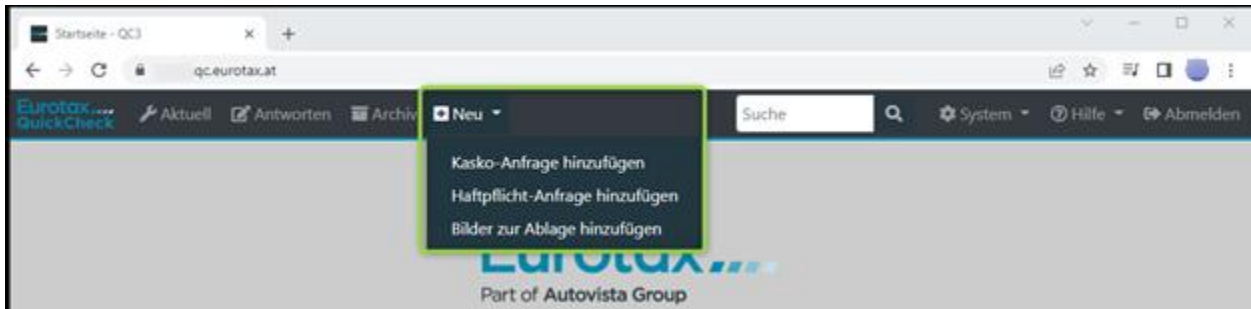 Startseite - QC3
qc.eurotax.at
Eurotax QuickCheck
Aktuell Antworten Archiv Neu Suche System Hilfe Abmelden
Kasko-Anfrage hinzufügen
Haftpflicht-Anfrage hinzufügen
Bilder zur Ablage hinzufügen
Eurotax
Part of Autovista Group